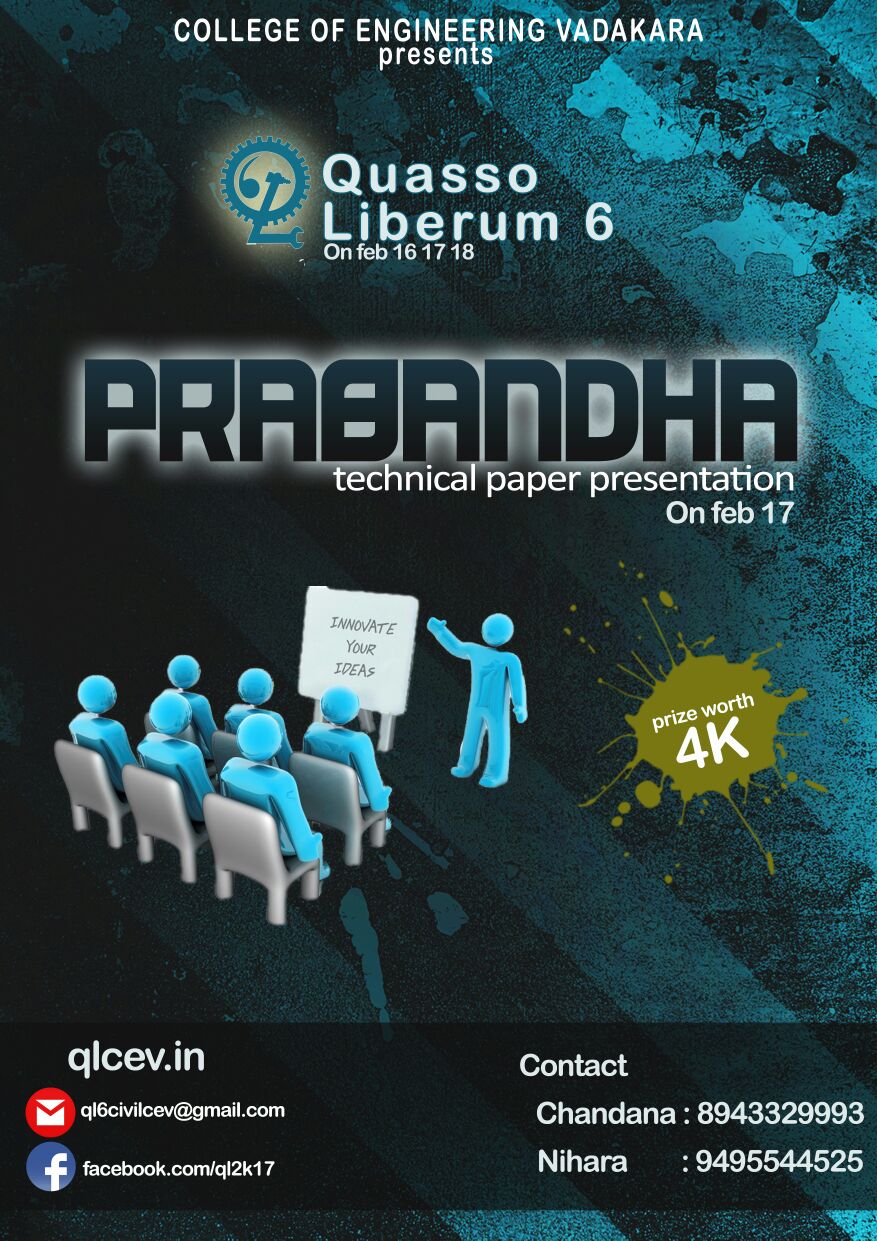 COLLEGE OF ENGINEERING VADAKARA
presents
Quasso
Liberum 6
On feb 16 17 18
PRABANDHA
technical paper presentation
On feb 17
INNOVATE
YOUR
IDEAS
prize worth
4K
qlcev.in
ql6civilcev@gmail.com
facebook.com/ql2k17
Contact
Chandana : 8943329993
Nihara : 9495544525